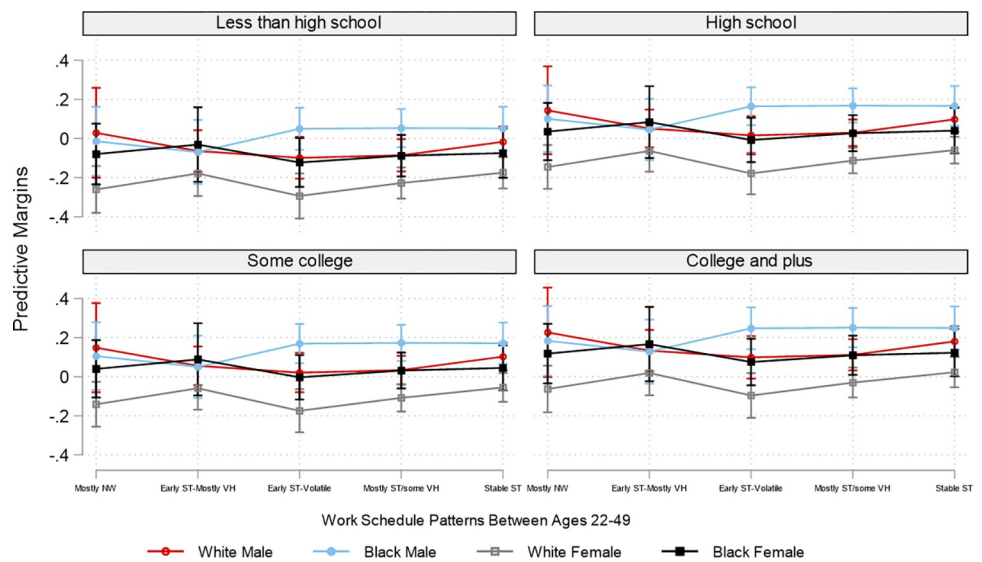 Less than high school
High school
.4
.2
0
-.2
-.4
Some college
College and plus
.4
.2
0
-.2
-.4
Predictive Margins
Mostly NW Early ST-Mostly VH Early ST-Volatile Mostly ST/some VH Stable ST Mostly NW Early ST-Mostly VH Early ST-Volatile Mostly ST/some VH Stable ST
Work Schedule Patterns Between Ages 22-49
White Male Black Male White Female Black Female